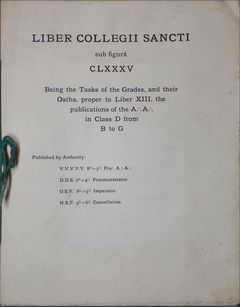 LIBER COLLEGII SANCTI
sub figurâ
CLXXXV
Being the Tasks of the Grades, and their
Oaths, proper to Liber XIII, the
publications of the A∴A∴
in Class D from
B to G
Published by Authority:
V.V.V.V.V. 8°=3□ Pro: A∴A∴
D.D.S. 7°=4□ Praemonstrator.
O.S.V. 6°=5□ Imperator.
N.S.F. 5°=6□ Cancellarius.